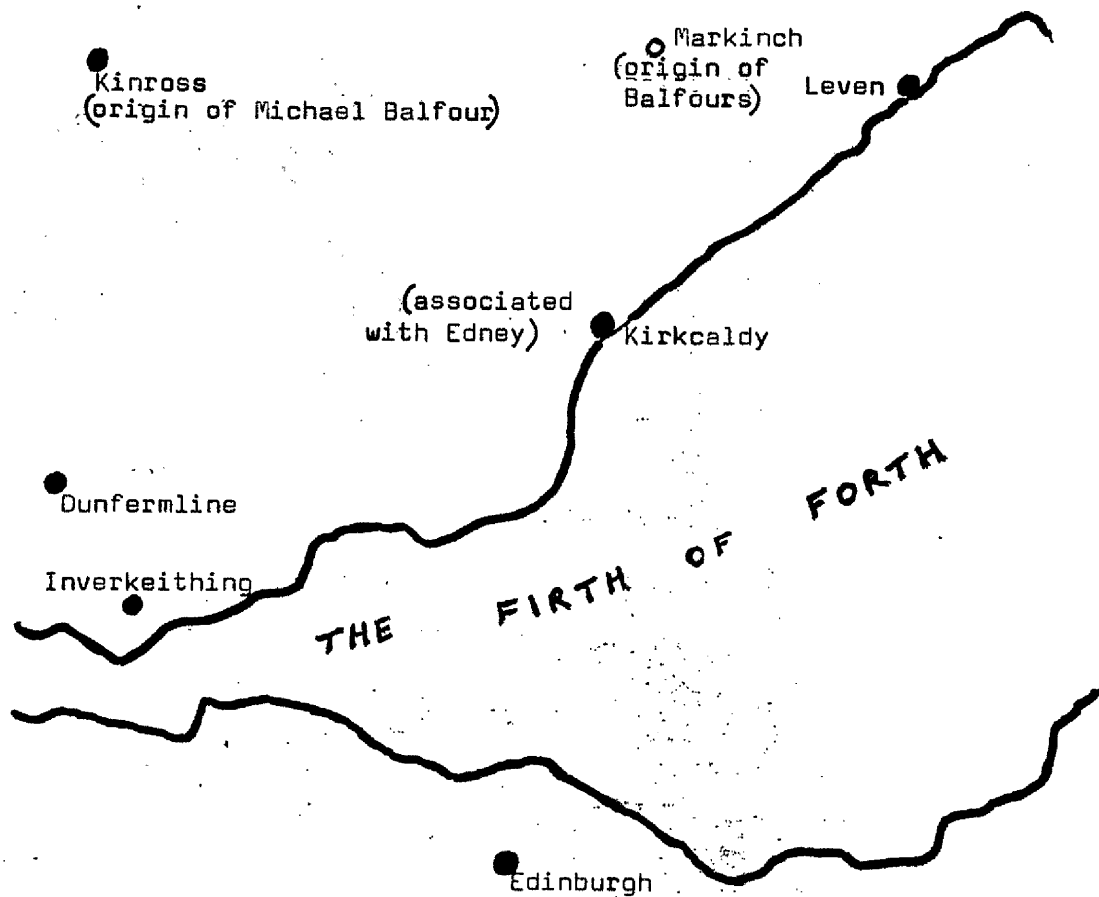 Markinch
(origin of
Balfours)
Kinross
(origin of Michael Balfour)
Leven
(associated
with Edney)
Kirkcaldy
Dunfermline
Inverkeithing
THE FIRTH OF FORTH
Edinburgh